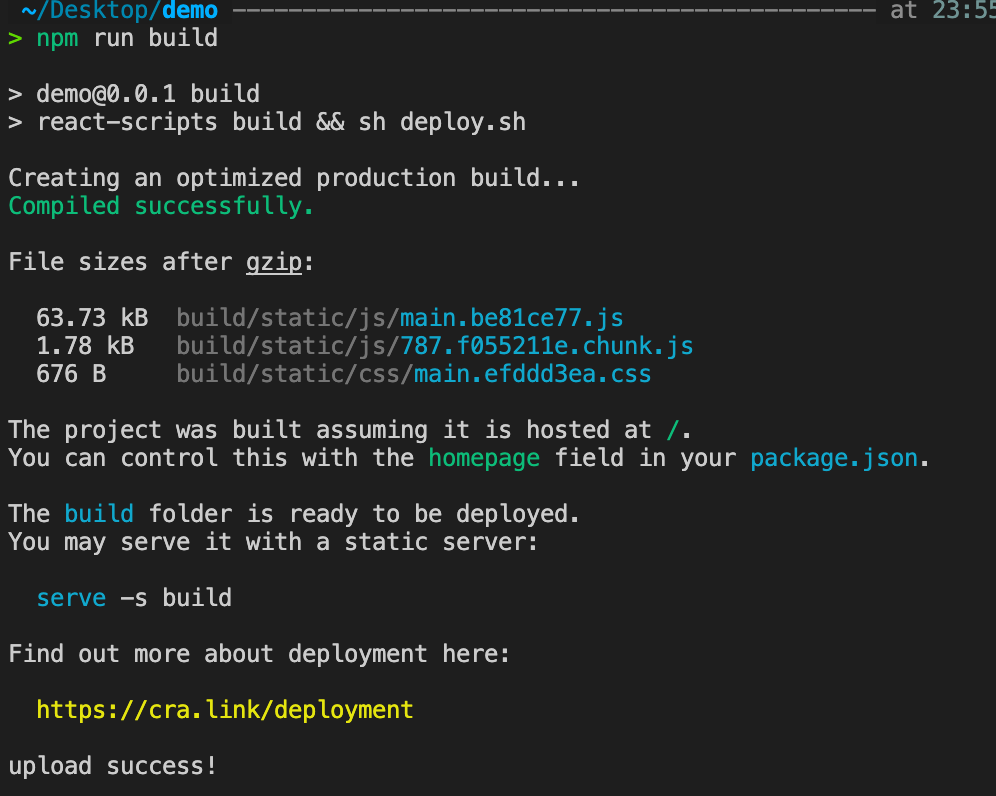 ~/Desktop/demo at 23:55
> npm run build
> demo@0.0.1 build
> react-scripts build && sh deploy.sh
Creating an optimized production build...
Compiled successfully.
File sizes after gzip:
63.73 kB build/static/js/main.be81ce77.js
1.78 kB build/static/js/787.f055211e.chunk.js
676 B build/static/css/main.efddd3ea.css
The project was built assuming it is hosted at /.
You can control this with the homepage field in your package.json.
The build folder is ready to be deployed.
You may serve it with a static server:
serve -s build
Find out more about deployment here:
https://cra.link/deployment
upload success!